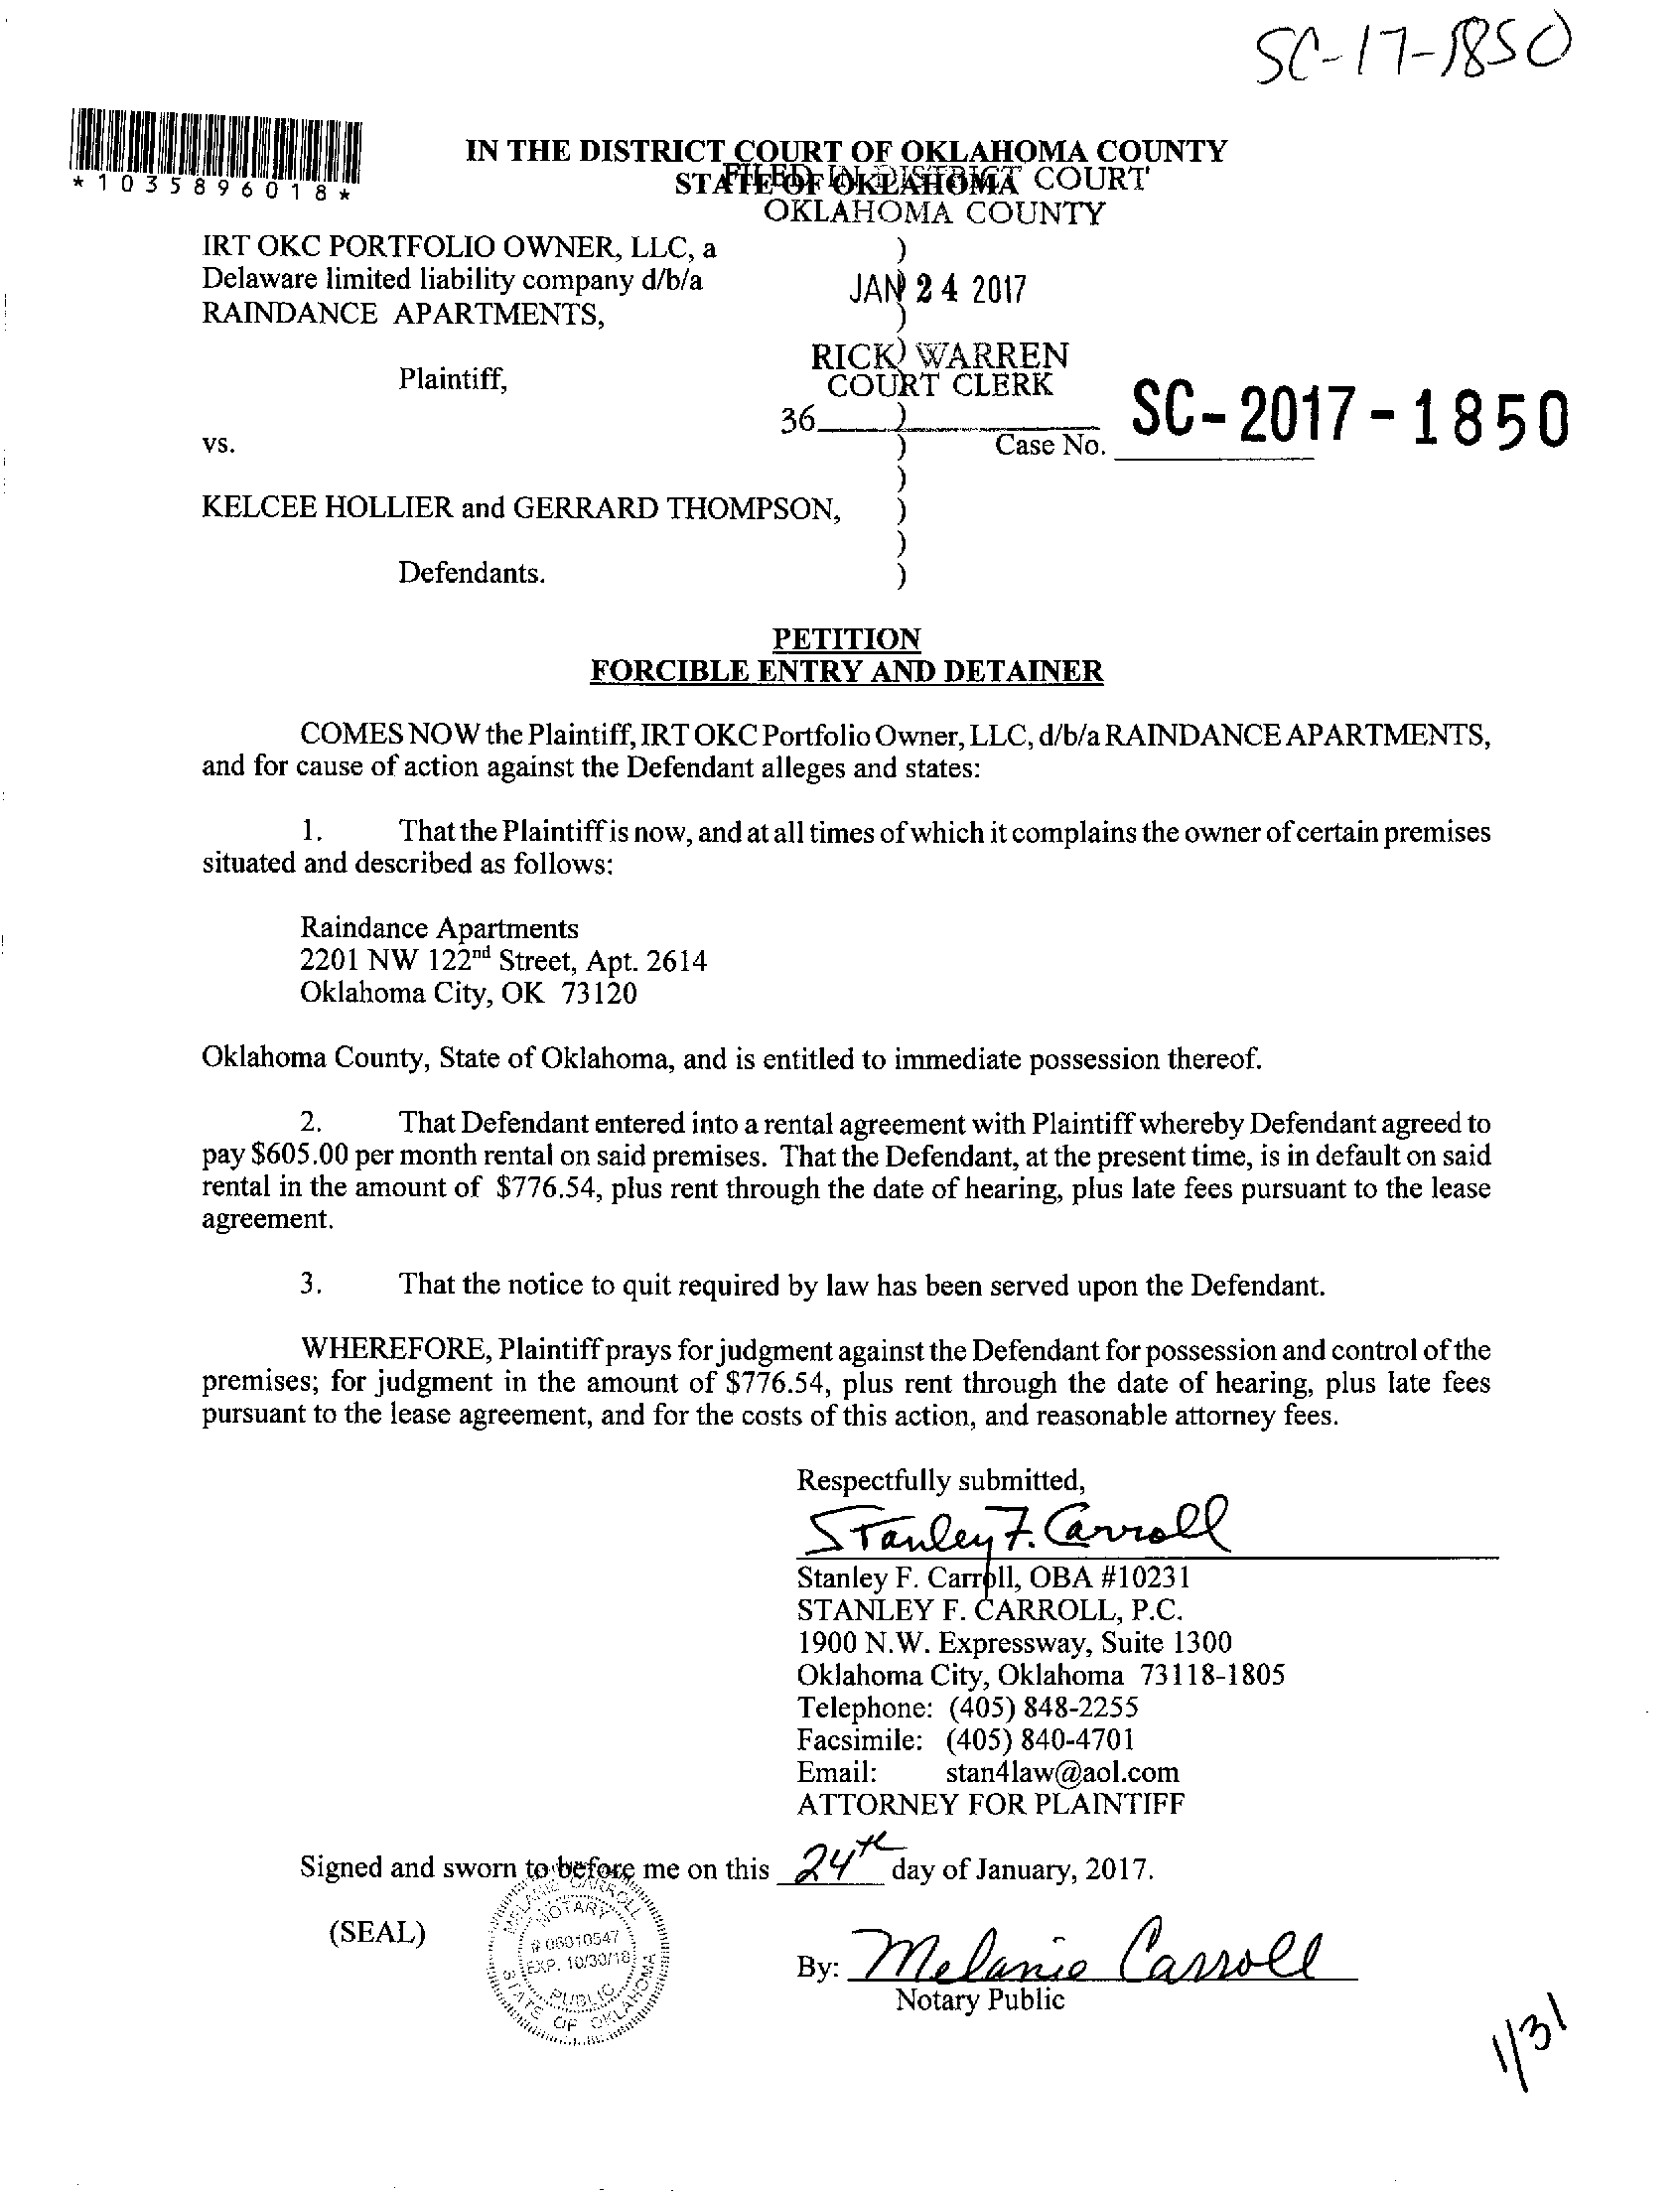 SC-17-1850
*1035896018*
IN THE DISTRICT COURT OF OKLAHOMA COUNTY
STATE OF OKLAHOMA
FILED IN DISTRICT COURT
OKLAHOMA COUNTY
IRT OKC PORTFOLIO OWNER, LLC, a )
Delaware limited liability company d/b/a )
JAN 24 2017
RAINDANCE APARTMENTS, )
RICK WARREN )
Plaintiff,
COURT CLERK
36 )
SC-2017-1850
vs. ) Case No.
)
KELCEE HOLLIER and GERRARD THOMPSON, )
)
Defendants. )
PETITION
FORCIBLE ENTRY AND DETAINER
COMES NOW the Plaintiff, IRT OKC Portfolio Owner, LLC, d/b/a RAINDANCE APARTMENTS,
and for cause of action against the Defendant alleges and states:
1. That the Plaintiff is now, and at all times of which it complains the owner of certain premises
situated and described as follows:
Raindance Apartments
2201 NW 122nd Street, Apt. 2614
Oklahoma City, OK 73120
Oklahoma County, State of Oklahoma, and is entitled to immediate possession thereof.
2. That Defendant entered into a rental agreement with Plaintiff whereby Defendant agreed to
pay $605.00 per month rental on said premises. That the Defendant, at the present time, is in default on said
rental in the amount of $776.54, plus rent through the date of hearing, plus late fees pursuant to the lease
agreement.
3. That the notice to quit required by law has been served upon the Defendant.
WHEREFORE, Plaintiff prays for judgment against the Defendant for possession and control of the
premises; for judgment in the amount of $776.54, plus rent through the date of hearing, plus late fees
pursuant to the lease agreement, and for the costs of this action, and reasonable attorney fees.
Respectfully submitted,
Stanley F. Carroll
Stanley F. Carroll, OBA #10231
STANLEY F. CARROLL, P.C.
1900 N.W. Expressway, Suite 1300
Oklahoma City, Oklahoma 73118-1805
Telephone: (405) 848-2255
Facsimile: (405) 840-4701
Email: stan4law@aol.com
ATTORNEY FOR PLAINTIFF
Signed and sworn to before me on this 24th day of January, 2017.
(SEAL)
MELANIE CARROLL
NOTARY
# 06010547
EXP. 10/30/18
PUBLIC
STATE OF OKLAHOMA
By: Melanie Carroll
Notary Public
1/31